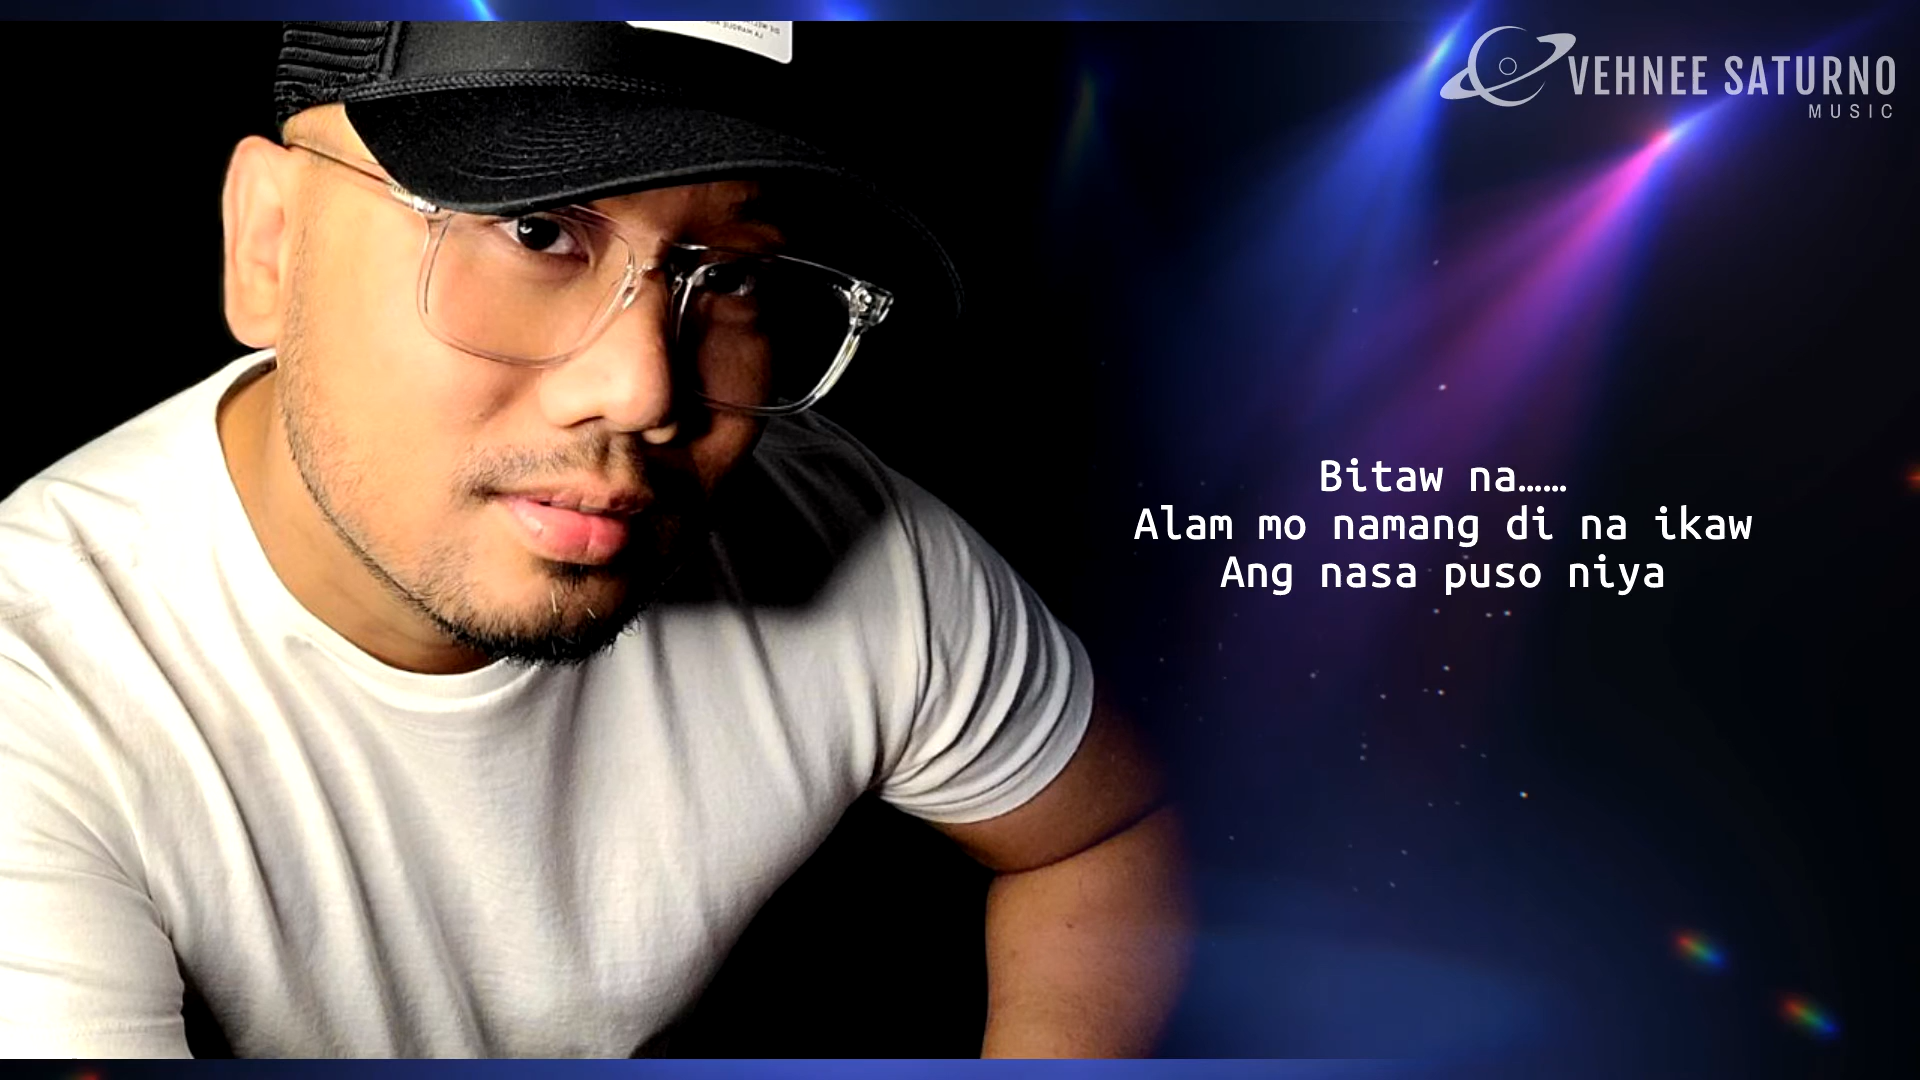 VEHNEE SATURNO
MUSIC
Bitaw na......
Alam mo namang di na ikaw
Ang nasa puso niya